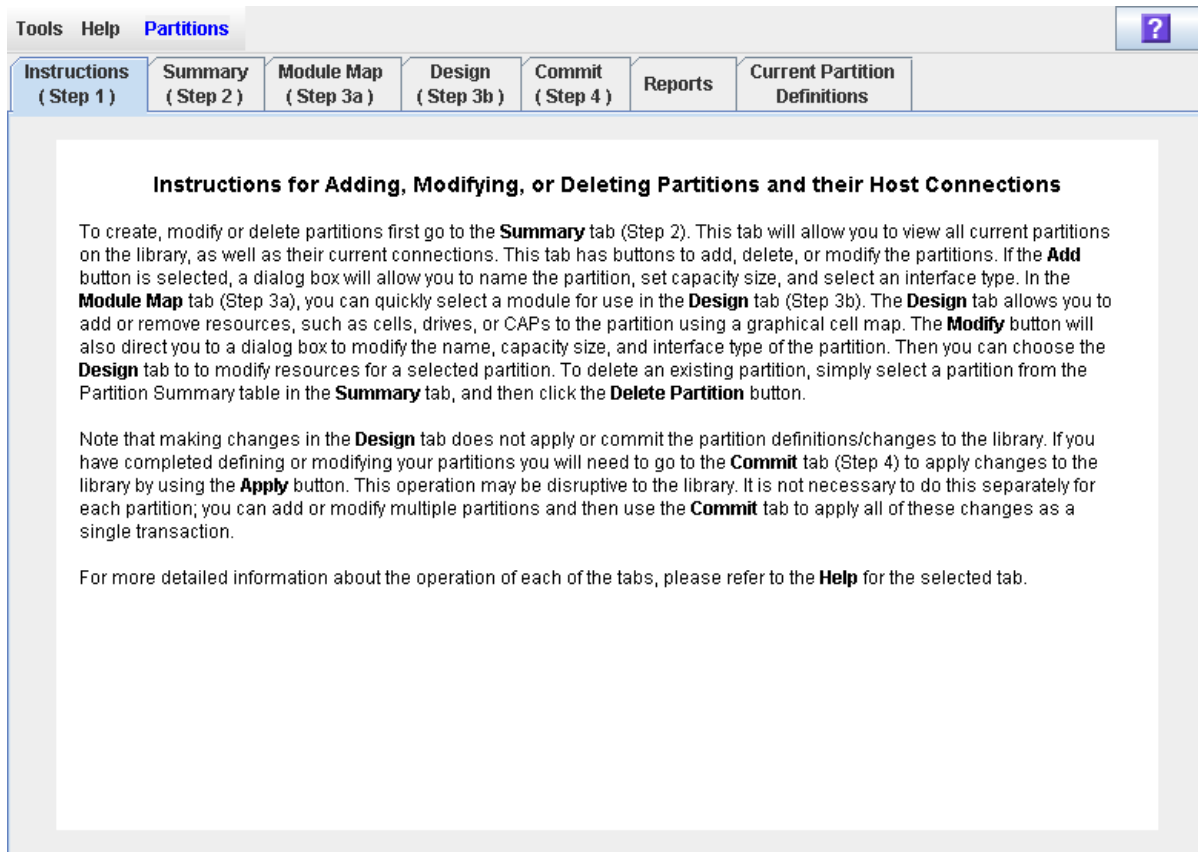 Tools Help Partitions
?
Instructions
( Step 1 )
Summary
( Step 2 )
Module Map
( Step 3a )
Design
( Step 3b )
Commit
( Step 4 )
Reports
Current Partition
Definitions
Instructions for Adding, Modifying, or Deleting Partitions and their Host Connections
To create, modify or delete partitions first go to the Summary tab (Step 2). This tab will allow you to view all current partitions
on the library, as well as their current connections. This tab has buttons to add, delete, or modify the partitions. If the Add
button is selected, a dialog box will allow you to name the partition, set capacity size, and select an interface type. In the
Module Map tab (Step 3a), you can quickly select a module for use in the Design tab (Step 3b). The Design tab allows you to
add or remove resources, such as cells, drives, or CAPs to the partition using a graphical cell map. The Modify button will
also direct you to a dialog box to modify the name, capacity size, and interface type of the partition. Then you can choose the
Design tab to to modify resources for a selected partition. To delete an existing partition, simply select a partition from the
Partition Summary table in the Summary tab, and then click the Delete Partition button.
Note that making changes in the Design tab does not apply or commit the partition definitions/changes to the library. If you
have completed defining or modifying your partitions you will need to go to the Commit tab (Step 4) to apply changes to the
library by using the Apply button. This operation may be disruptive to the library. It is not necessary to do this separately for
each partition; you can add or modify multiple partitions and then use the Commit tab to apply all of these changes as a
single transaction.
For more detailed information about the operation of each of the tabs, please refer to the Help for the selected tab.